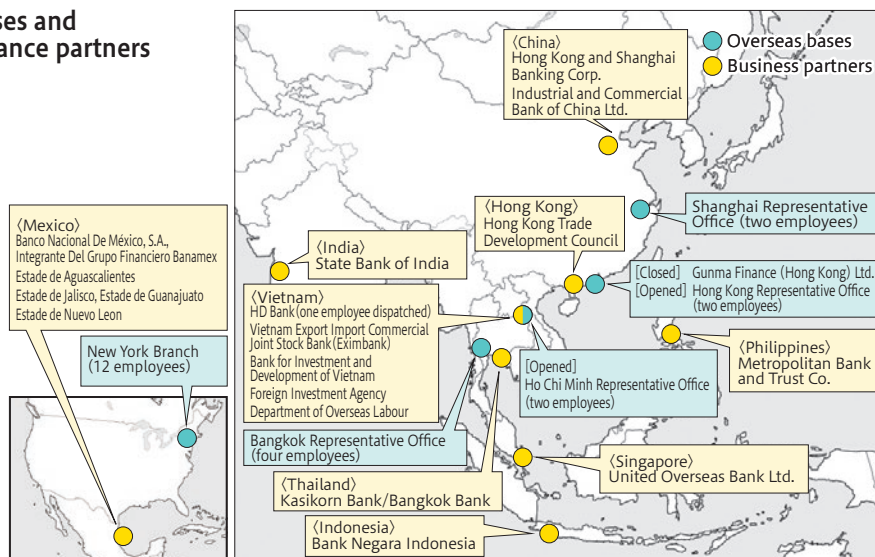 ses and
ance partners
Overseas bases
Business partners
〈China〉
Hong Kong and Shanghai
Banking Corp.
Industrial and Commercial
Bank of China Ltd.
Shanghai Representative
Office (two employees)
〈Hong Kong〉
Hong Kong Trade
Development Council
[Closed] Gunma Finance (Hong Kong) Ltd.
[Opened] Hong Kong Representative Office
(two employees)
〈Mexico〉
Banco Nacional De México, S.A.,
Integrante Del Grupo Financiero Banamex
Estade de Aguascalientes
Estade de Jalisco, Estade de Guanajuato
Estade de Nuevo Leon
New York Branch
(12 employees)
〈India〉
State Bank of India
〈Vietnam〉
HD Bank (one employee dispatched)
Vietnam Export Import Commercial
Joint Stock Bank (Eximbank)
Bank for Investment and
Development of Vietnam
Foreign Investment Agency
Department of Overseas Labour
[Opened]
Ho Chi Minh Representative Office
(two employees)
〈Philippines〉
Metropolitan Bank
and Trust Co.
Bangkok Representative Office
(four employees)
〈Thailand〉
Kasikorn Bank/Bangkok Bank
〈Singapore〉
United Overseas Bank Ltd.
〈Indonesia〉
Bank Negara Indonesia